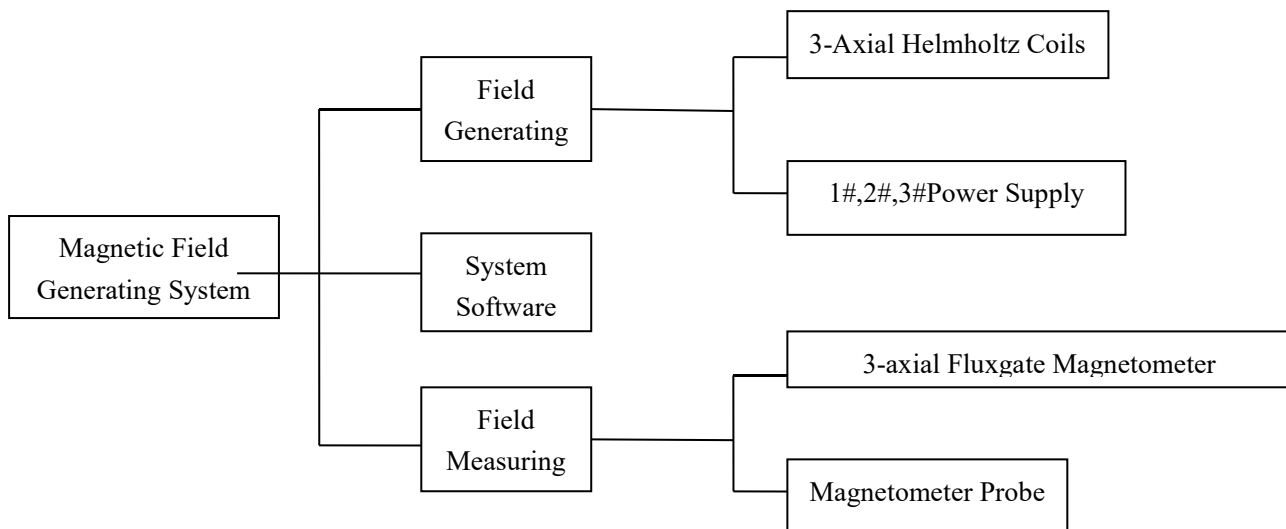 3-Axial Helmholtz Coils
Field
Generating
1#,2#,3#Power Supply
Magnetic Field
Generating System
System
Software
3-axial Fluxgate Magnetometer
Field
Measuring
Magnetometer Probe